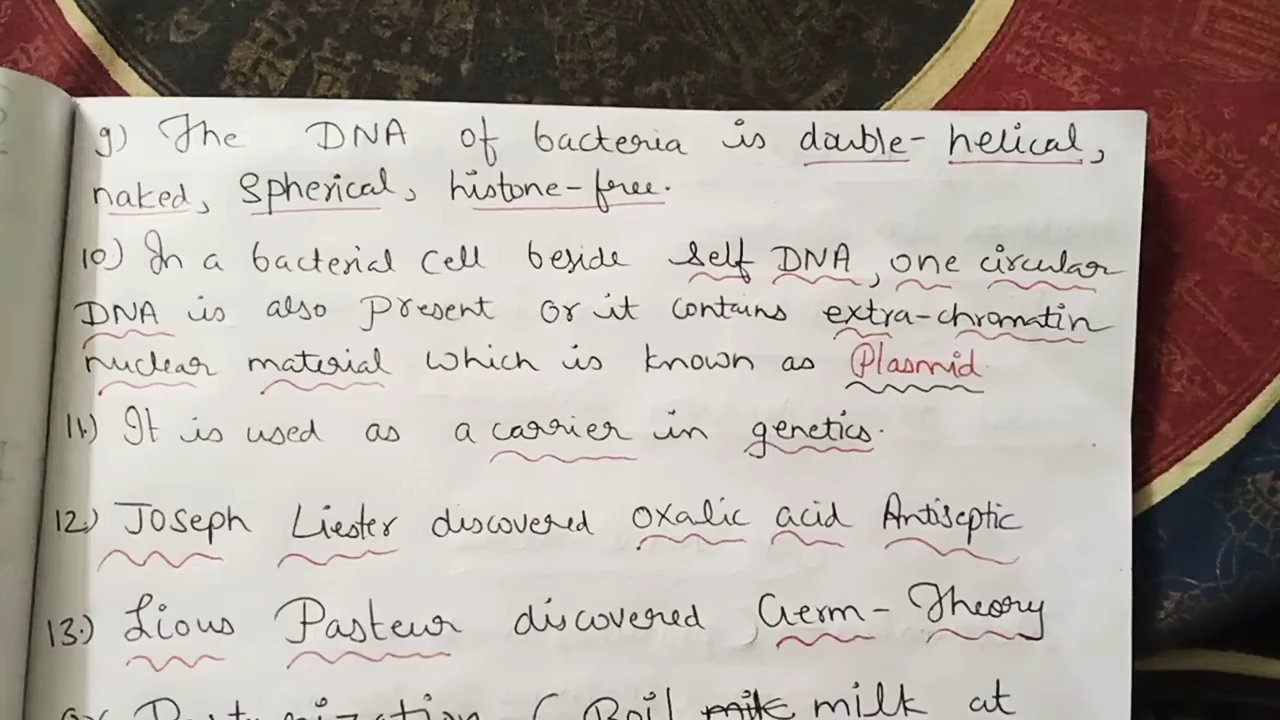 9) The DNA of bacteria is double-helical,
naked, Spherical, histone-free.
10) In a bacterial cell beside self DNA, one circular
DNA is also present or it contains extra-chromatin
nuclear material which is known as Plasmid
11.) It is used as a carrier in genetics.
12.) Joseph Liester discovered oxalic acid Antiseptic
13.) Lious Pasteur discovered Germ-Theory
( Boil milk at